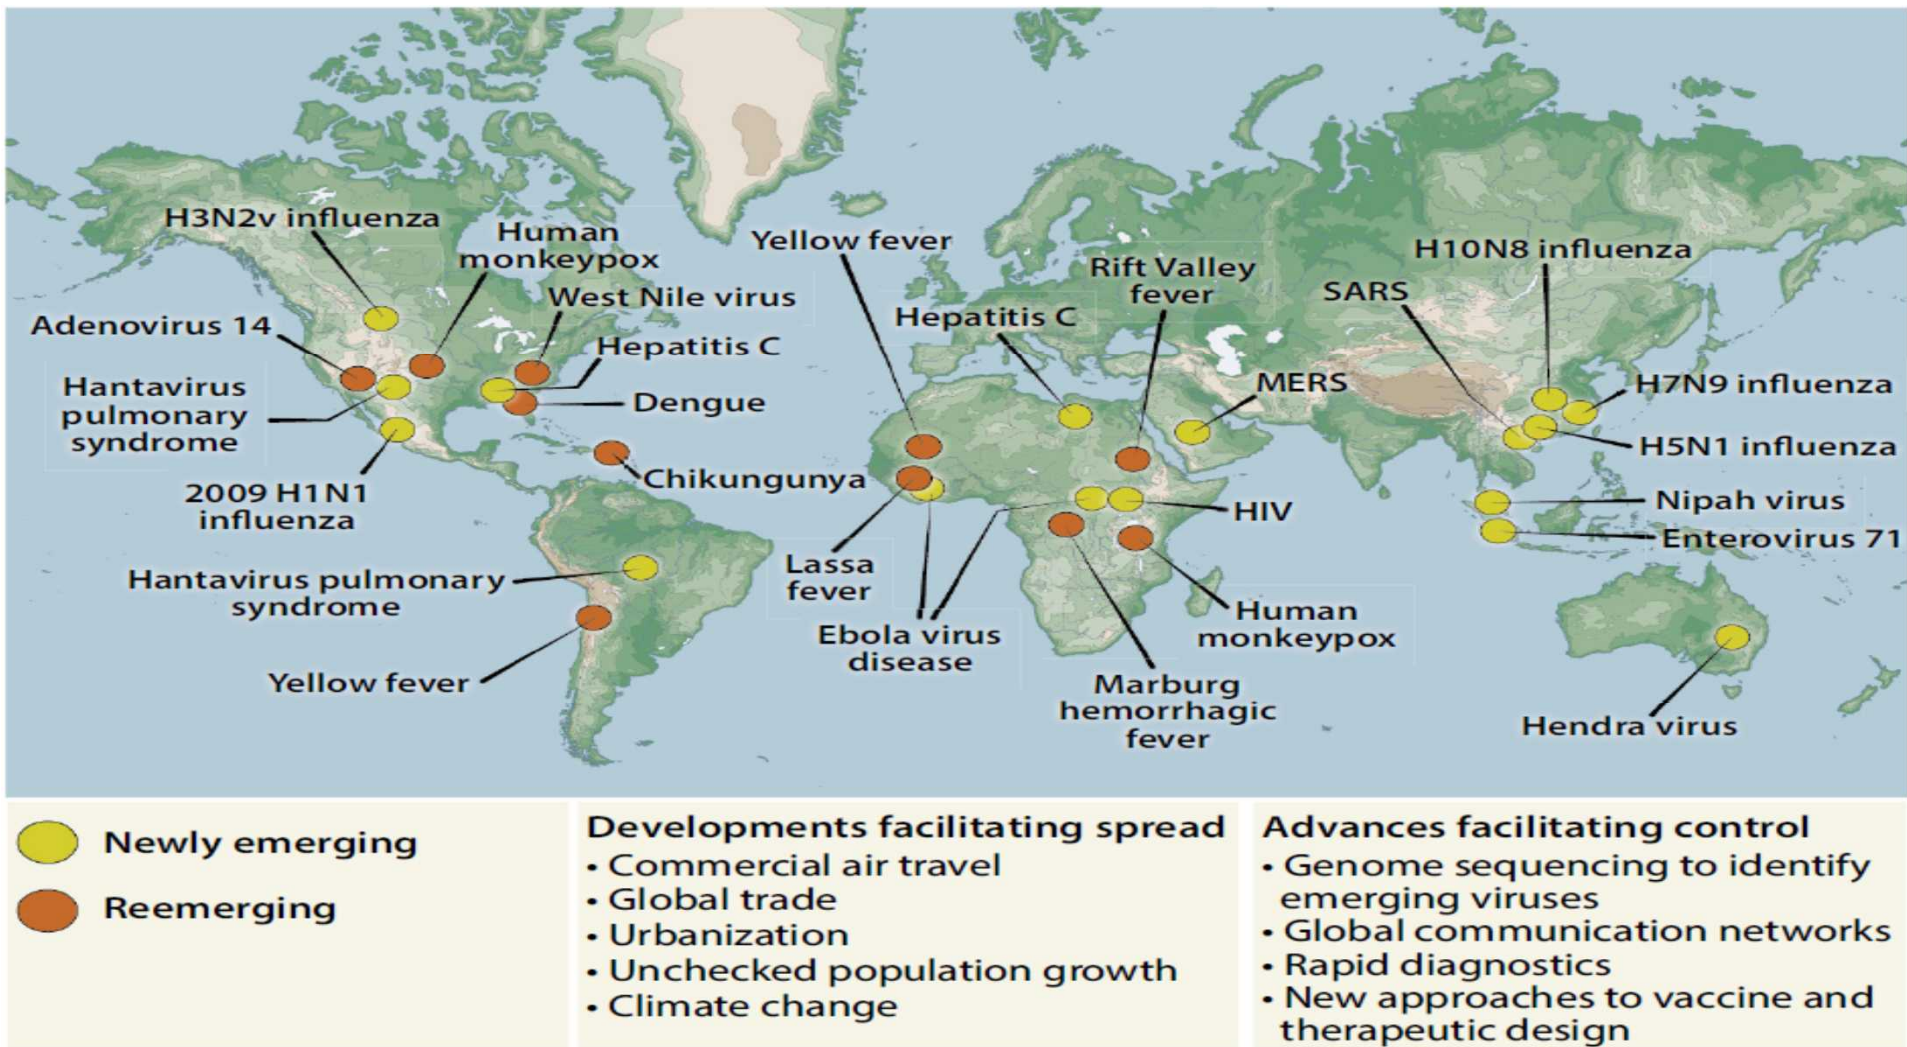 H3N2v influenza
Human
monkeypox
West Nile virus
Adenovirus 14
Hepatitis C
Hantavirus
pulmonary
syndrome
Dengue
2009 H1N1
influenza
Chikungunya
Hantavirus pulmonary
syndrome
Yellow fever
Yellow fever
Hepatitis C
Rift Valley
fever
MERS
HIV
Lassa
fever
Ebola virus
disease
Human
monkeypox
Marburg
hemorrhagic
fever
H10N8 influenza
SARS
H7N9 influenza
H5N1 influenza
Nipah virus
Enterovirus 71
Hendra virus
Newly emerging
Reemerging
Developments facilitating spread
• Commercial air travel
• Global trade
• Urbanization
• Unchecked population growth
• Climate change
Advances facilitating control
• Genome sequencing to identify
emerging viruses
• Global communication networks
• Rapid diagnostics
• New approaches to vaccine and
therapeutic design